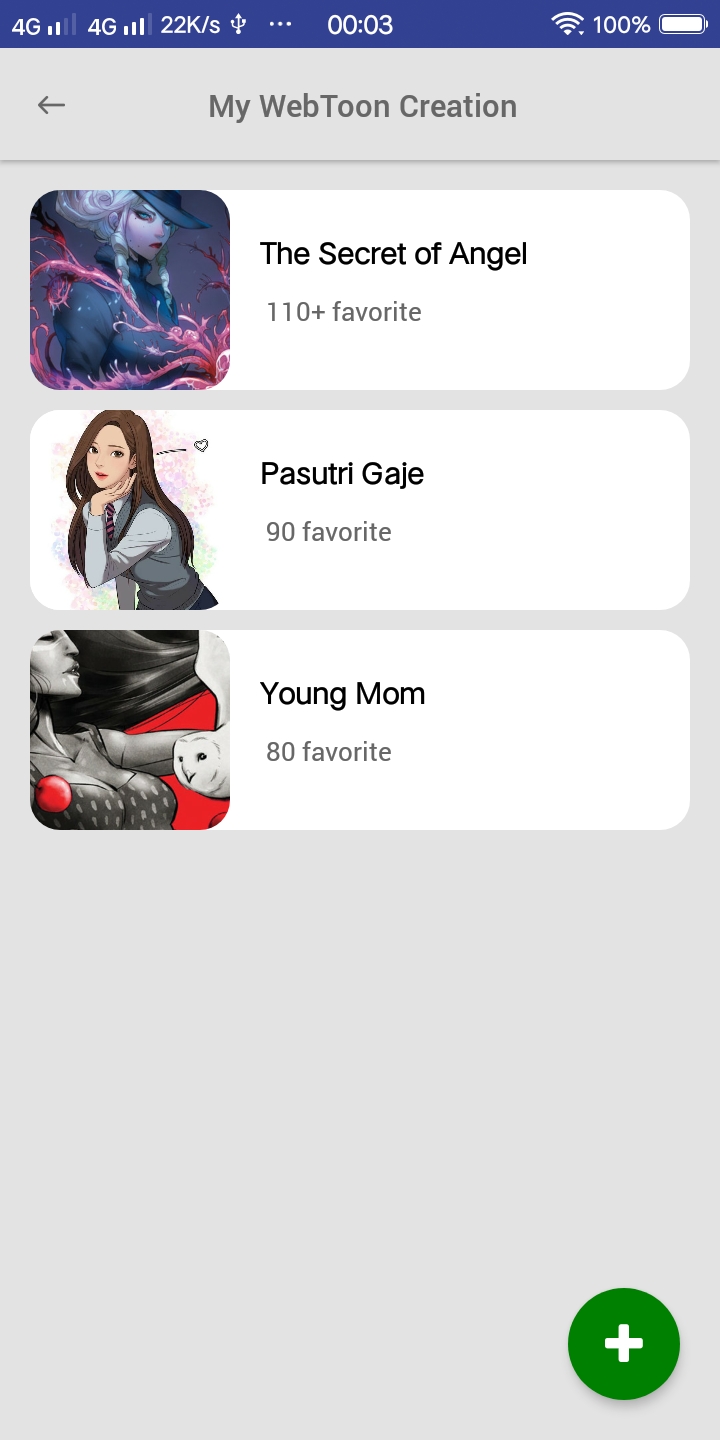 4G 4G 22K/s ... 00:03 100%
My WebToon Creation
The Secret of Angel
110+ favorite
Pasutri Gaje
90 favorite
Young Mom
80 favorite